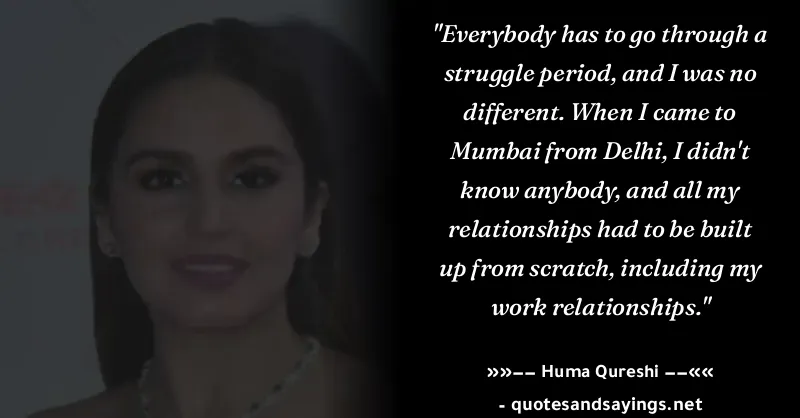 "Everybody has to go through a
struggle period, and I was no
different. When I came to
Mumbai from Delhi, I didn't
know anybody, and all my
relationships had to be built
up from scratch, including my
work relationships."
»»–– Huma Qureshi ––««
- quotesandsayings.net